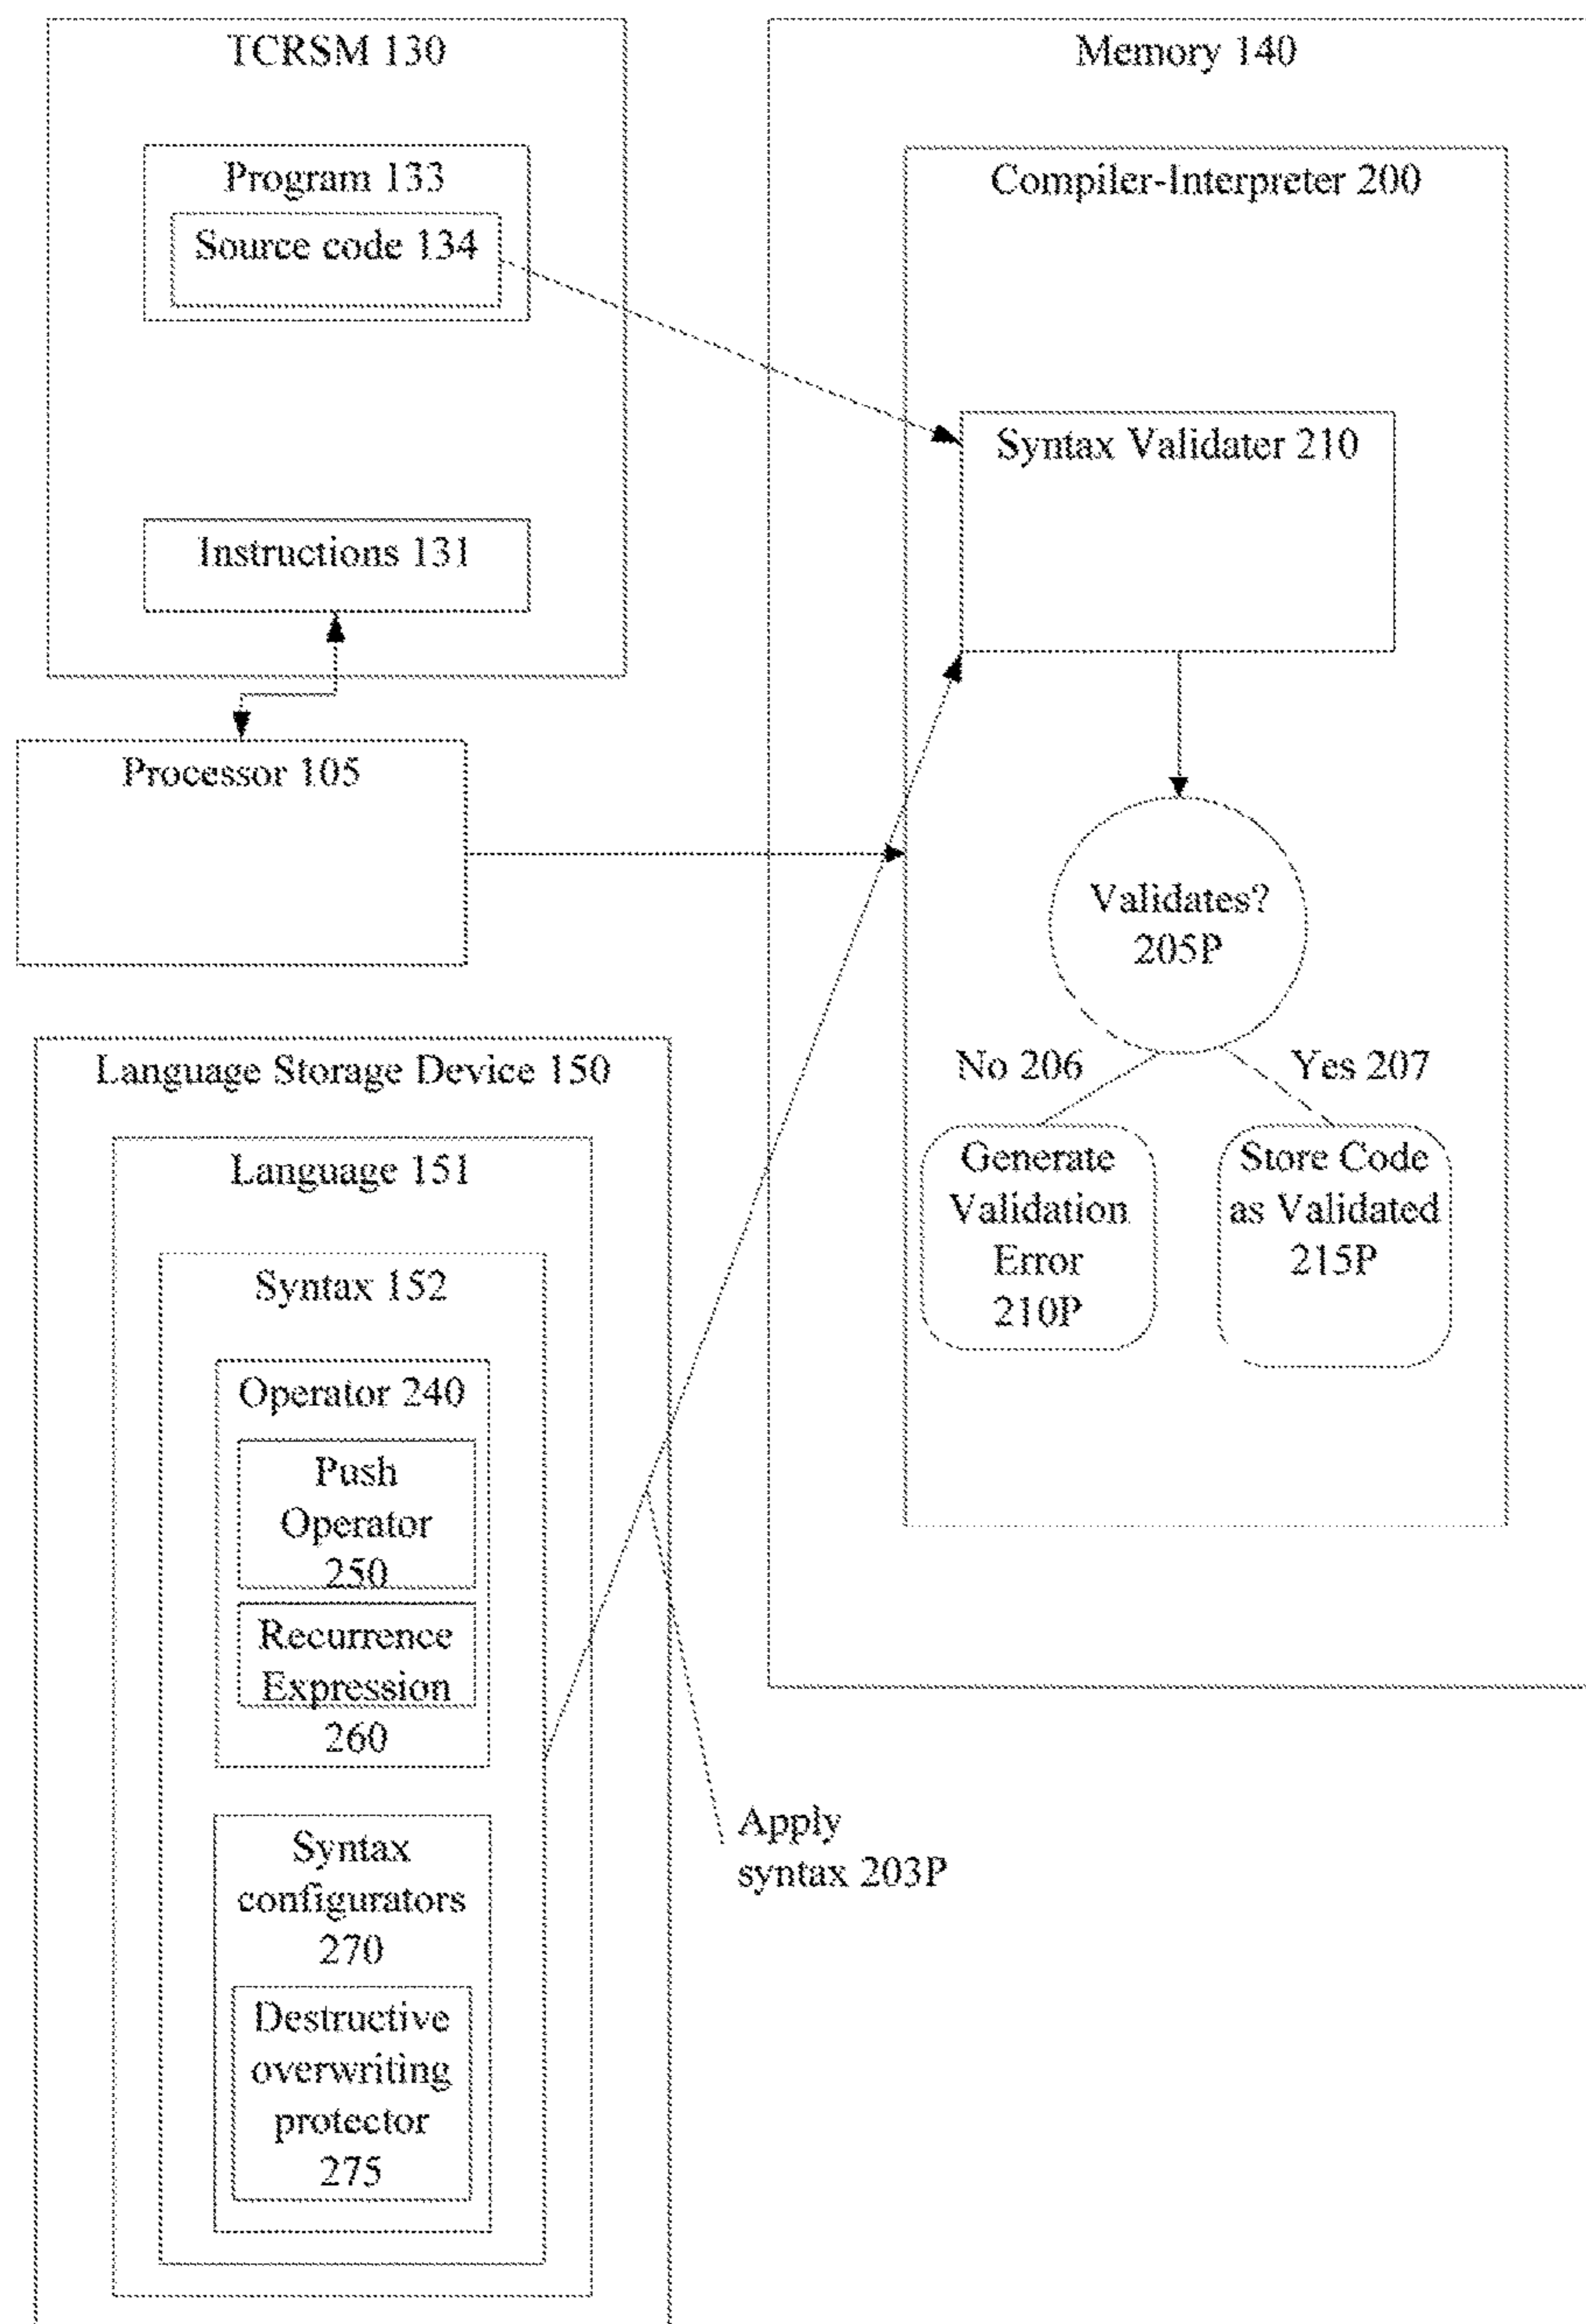 TCRSM 130
Program 133
Source code 134
Instructions 131
Processor 105
Memory 140
Compiler-Interpreter 200
Syntax Validater 210
Validates?
205P
No 206
Yes 207
Generate
Validation
Error
210P
Store Code
as Validated
215P
Language Storage Device 150
Language 151
Syntax 152
Operator 240
Push
Operator
250
Recurrence
Expression
260
Syntax
configurators
270
Destructive
overwriting
protector
275
Apply
syntax 203P